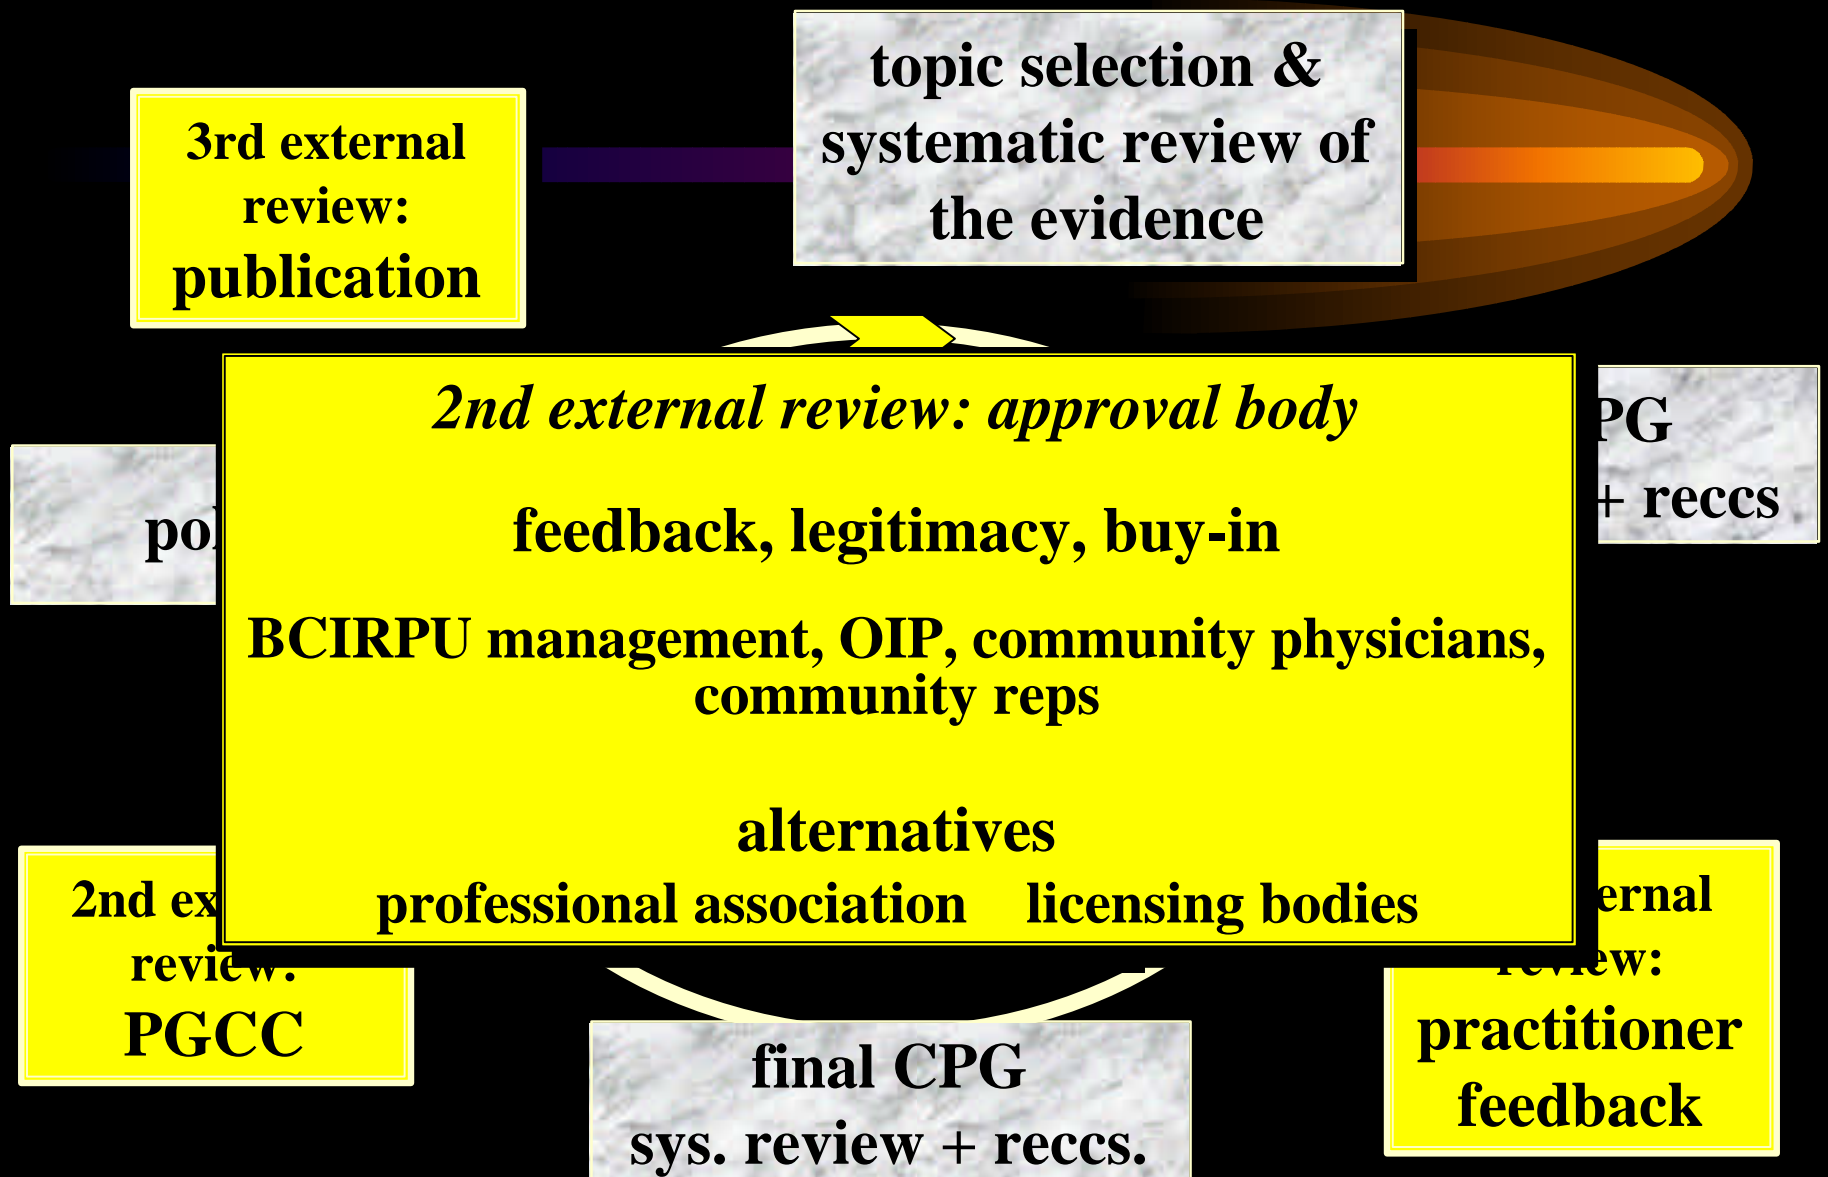 topic selection &
systematic review of
the evidence
3rd external
review:
publication
2nd external review: approval body
feedback, legitimacy, buy-in
BCIRPU management, OIP, community physicians,
community reps
alternatives
professional association    licensing bodies
PG
+ reccs
2nd ex
review:
PGCC
ernal
review:
practitioner
feedback
final CPG
sys. review + reccs.